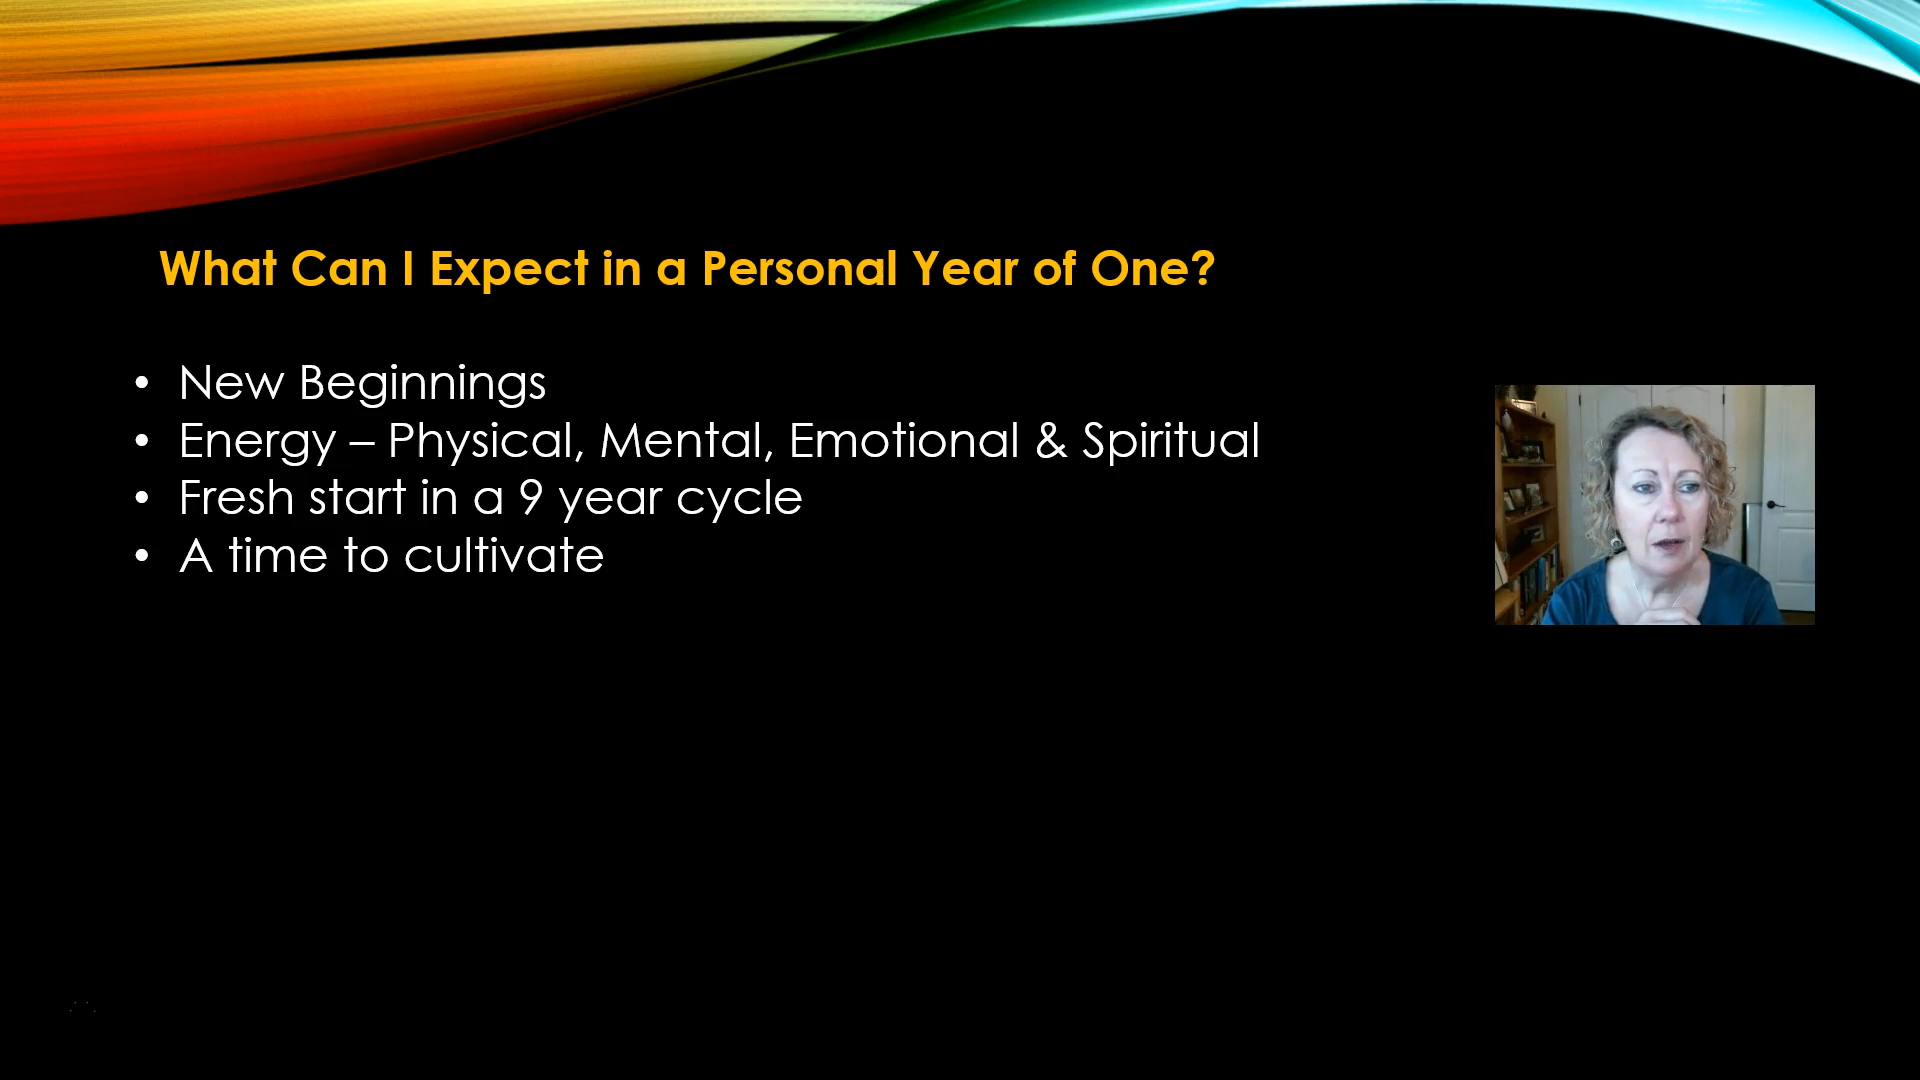 What Can I Expect in a Personal Year of One?
• New Beginnings
• Energy – Physical, Mental, Emotional & Spiritual
• Fresh start in a 9 year cycle
• A time to cultivate